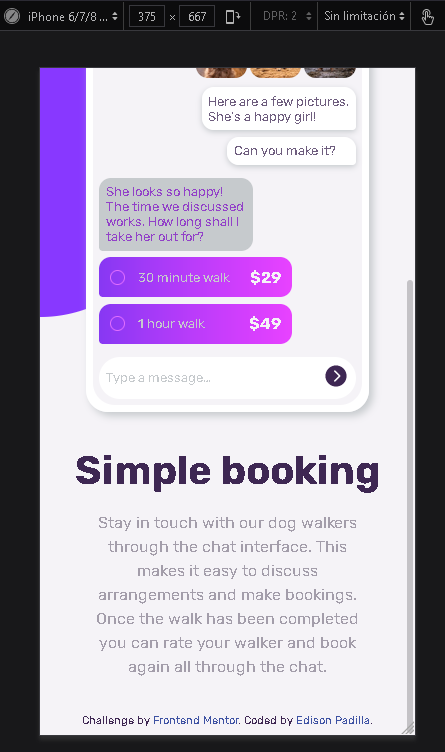 iPhone 6/7/8 ... 375 × 667 DPR: 2 Sin limitación
Here are a few pictures.
She's a happy girl!
Can you make it?
She looks so happy!
The time we discussed
works. How long shall I
take her out for?
30 minute walk $29
1 hour walk $49
Type a message...
Simple booking
Stay in touch with our dog walkers
through the chat interface. This
makes it easy to discuss
arrangements and make bookings.
Once the walk has been completed
you can rate your walker and book
again all through the chat.
Challenge by Frontend Mentor. Coded by Edison Padilla.